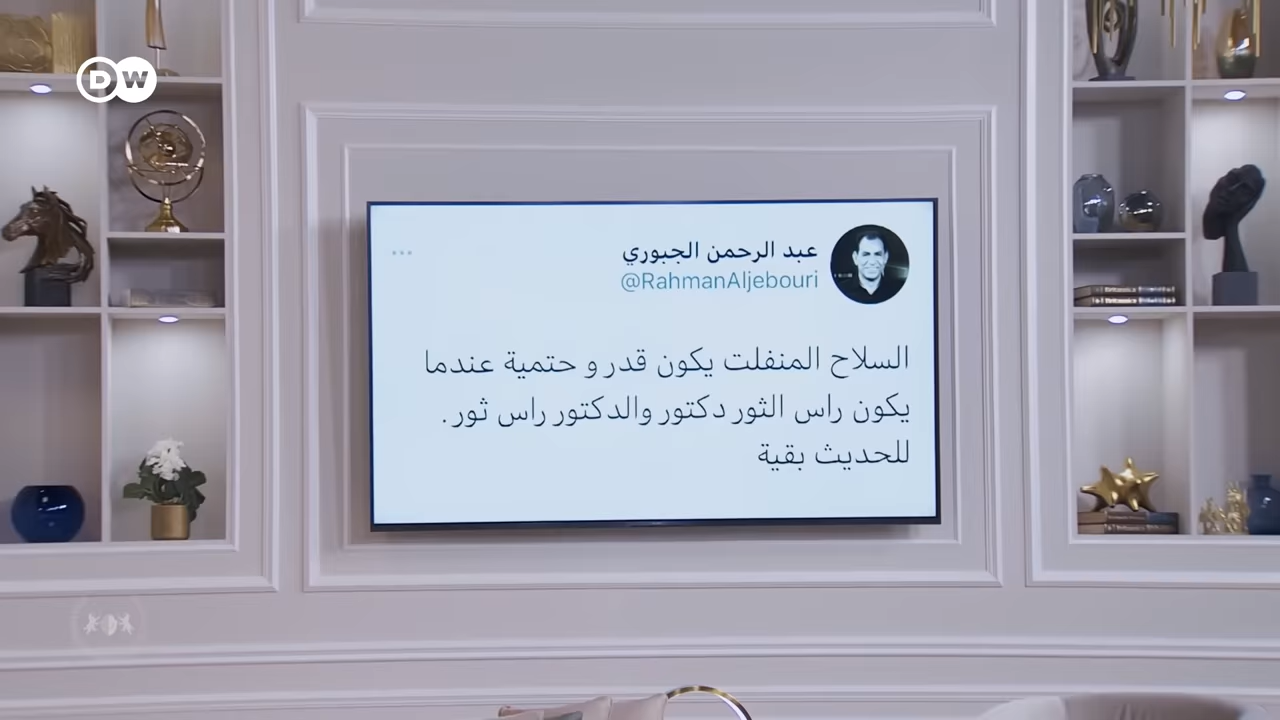 DW
عبد الرحمن الجبوري
@RahmanAljebouri
السلاح المنفلت يكون قدر و حتمية عندما
يكون راس الثور دكتور والدكتور راس ثور.
للحديث بقية